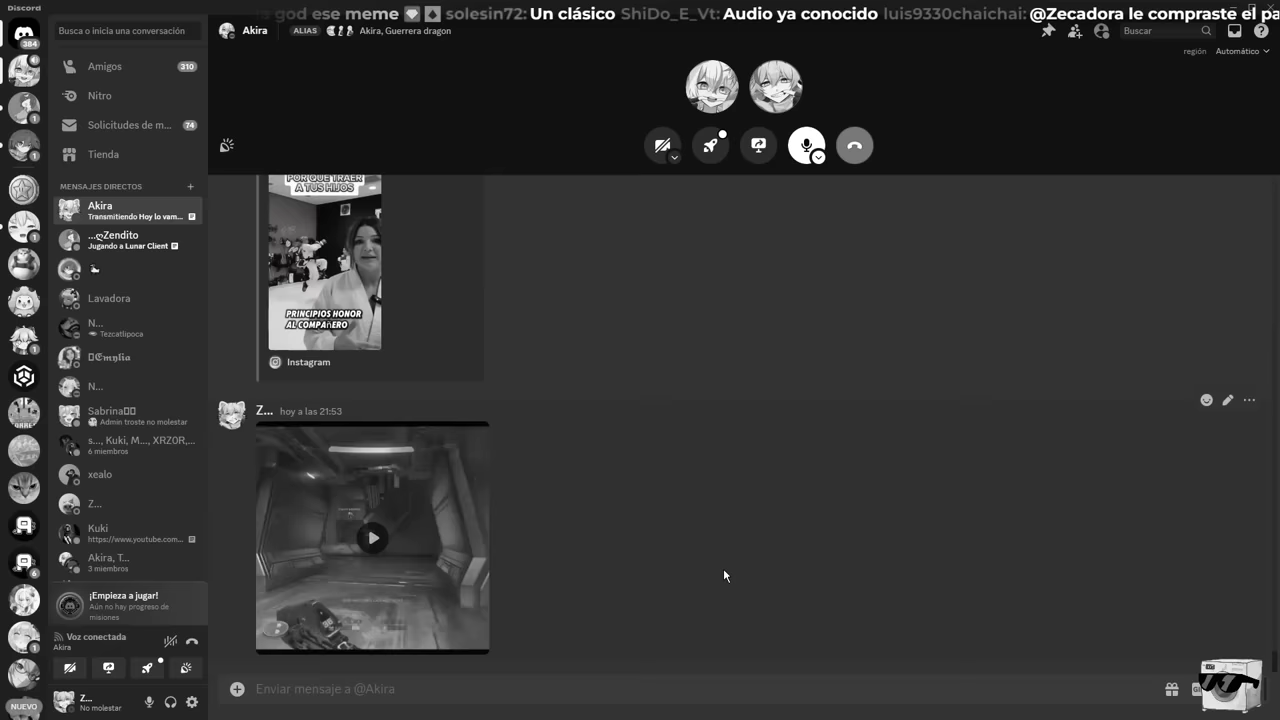 Discord
a god ese meme solesin72: Un clásico ShiDo_E_Vt: Audio ya conocido luis9330chaichai: @Zecadora le compraste el pa
384
Busca o inicia una conversación
Akira
ALIAS
Akira, Guerrera dragon
Buscar
región
Automático
Amigos
310
Nitro
Solicitudes de m...
74
Tienda
MENSAJES DIRECTOS
Akira
Transmitiendo Hoy lo vam...
...ღZendito
Jugando a Lunar Client
Lavadora
N...
Tezcatlipoca
N...
Sabrina
Admin troste no molestar
s..., Kuki, M..., XRZ0R,...
6 miembros
xealo
Z...
Kuki
https://www.youtube.com...
Akira, T...
3 miembros
¡Empieza a jugar!
Aún no hay progreso de
misiones
Voz conectada
Akira
Z...
No molestar
NUEVO
POR QUE TRAER
A TUS HIJOS
PRINCIPIOS HONOR
AL COMPAÑERO
Instagram
Z...
hoy a las 21:53
Enviar mensaje a @Akira